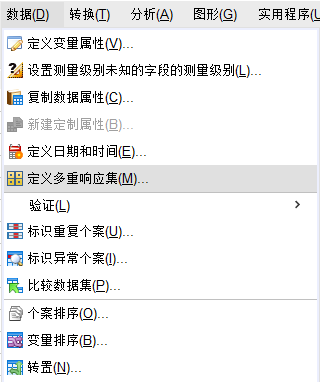 数据(D) 转换(T) 分析(A) 图形(G) 实用程序(U)
定义变量属性(V)...
设置测量级别未知的字段的测量级别(L)...
复制数据属性(C)...
新建定制属性(B)...
定义日期和时间(E)...
定义多重响应集(M)...
验证(L)
标识重复个案(U)...
标识异常个案(I)...
比较数据集(P)...
个案排序(O)...
变量排序(B)...
转置(N)...